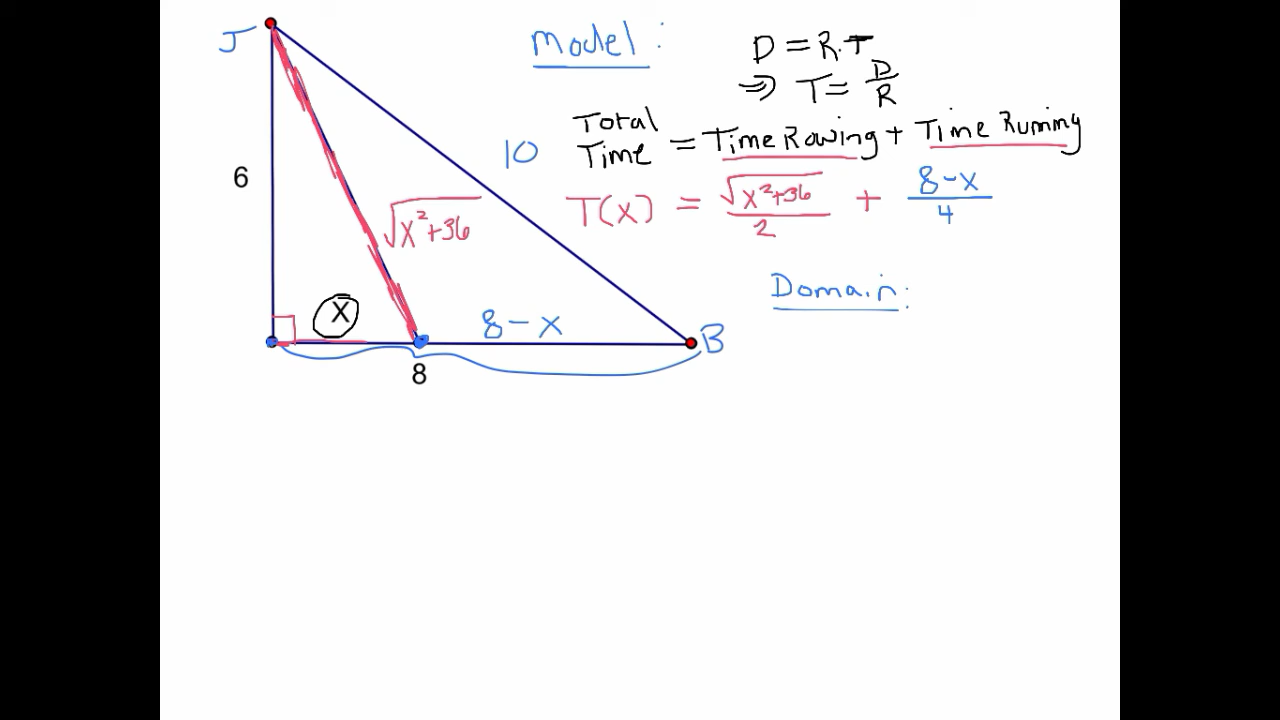 J
Model:
D = R.T
⇒ T = D/R
6
10
Total Time = Time Rowing + Time Running
√x²+36
T(x) = √x²+36/2 + 8-x/4
Domain:
x
8-x
B
8